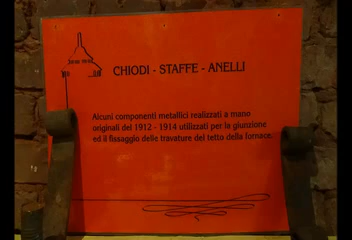 CHIODI - STAFFE - ANELLI
Alcuni componenti metallici realizzati a mano
originali del 1912 - 1914 utilizzati per la giunzione
ed il fissaggio delle travature del tetto della fornace.